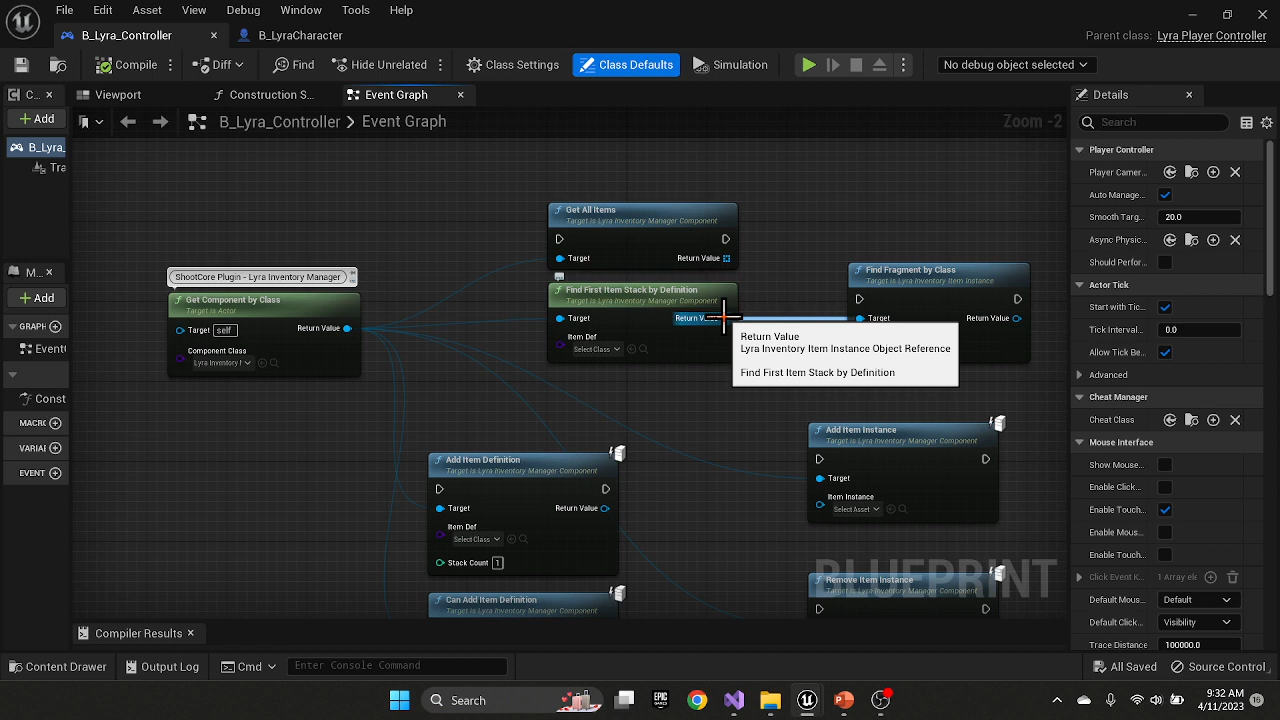 File Edit Asset View Debug Window Tools Help
B_Lyra_Controller
B_LyraCharacter
Parent class: Lyra Player Controller
Compile
Diff
Find
Hide Unrelated
Class Settings
Class Defaults
Simulation
No debug object selected
C...
Viewport
Construction S...
Event Graph
Details
+ Add
B_Lyra_Controller > Event Graph
Zoom -2
Search
B_Lyra_
Tra
Player Controller
Player Camer...
Auto Manage...
Smooth Targ... 20.0
Async Physic...
Should Perfor...
Actor Tick
Start with Tic...
Tick Interval... 0.0
Allow Tick Be...
Advanced
Cheat Manager
Cheat Class
Mouse Interface
Show Mouse...
Enable Click...
Enable Touch...
Enable Mous...
Enable Touch...
Click Event K... 1 Array ele
Default Mous... Default
Default Click... Visibility
Trace Distance 100000.0
M...
+ Add
GRAPH
Event
Const
MACRO
VARIAI
EVENT
ShootCore Plugin - Lyra Inventory Manager
Get Component by Class
Target is Actor
Target self
Return Value
Component Class
Lyra Inventory M
Get All Items
Target is Lyra Inventory Manager Component
Target
Return Value
Find First Item Stack by Definition
Target is Lyra Inventory Manager Component
Target
Return Va
Item Def
Select Class
Find Fragment by Class
Target is Lyra Inventory Item Instance
Target
Return Value
Return Value
Lyra Inventory Item Instance Object Reference
Find First Item Stack by Definition
Add Item Definition
Target is Lyra Inventory Manager Component
Target
Return Value
Item Def
Select Class
Stack Count 1
Add Item Instance
Target is Lyra Inventory Manager Component
Target
Item Instance
Select Asset
Can Add Item Definition
Target is Lyra Inventory Manager Component
Remove Item Instance
Target is Lyra Inventory Manager Component
BLUEPRINT
Compiler Results
Content Drawer
Output Log
Cmd
Enter Console Command
All Saved
Source Control
Search
EPIC GAMES
9:32 AM
4/11/2023